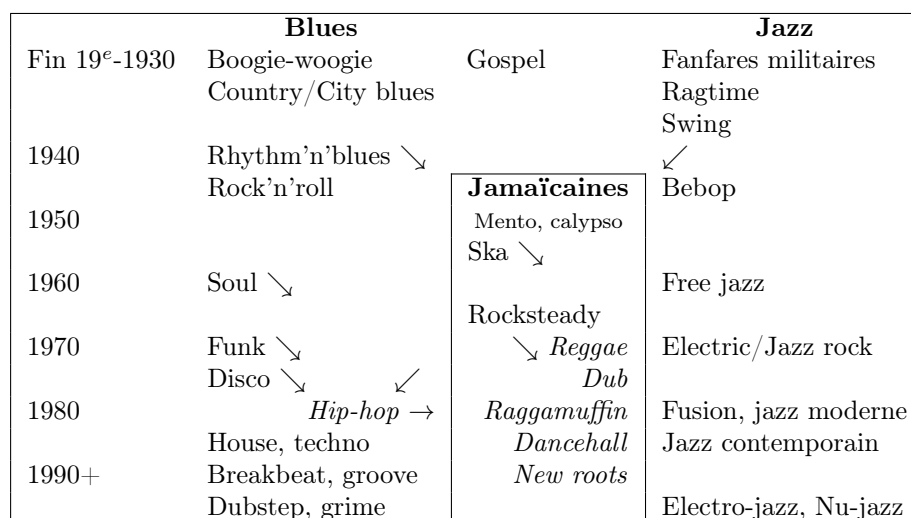 Blues Jazz
Fin 19e-1930 Boogie-woogie Gospel Fanfares militaires
Country/City blues Ragtime
Swing
1940 Rhythm'n'blues ↘ ↙
Rock'n'roll Jamaïcaines Bebop
1950 Mento, calypso
Ska ↘
1960 Soul ↘ Free jazz
Rocksteady
1970 Funk ↘ ↘ Reggae Electric/Jazz rock
Disco ↘ ↙ Dub
1980 Hip-hop → Raggamuffin Fusion, jazz moderne
House, techno Dancehall Jazz contemporain
1990+ Breakbeat, groove New roots
Dubstep, grime Electro-jazz, Nu-jazz